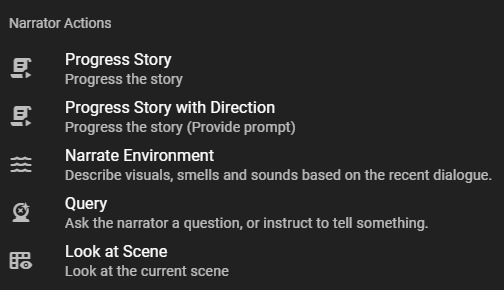 Narrator Actions
Progress Story
Progress the story
Progress Story with Direction
Progress the story (Provide prompt)
Narrate Environment
Describe visuals, smells and sounds based on the recent dialogue.
Query
Ask the narrator a question, or instruct to tell something.
Look at Scene
Look at the current scene